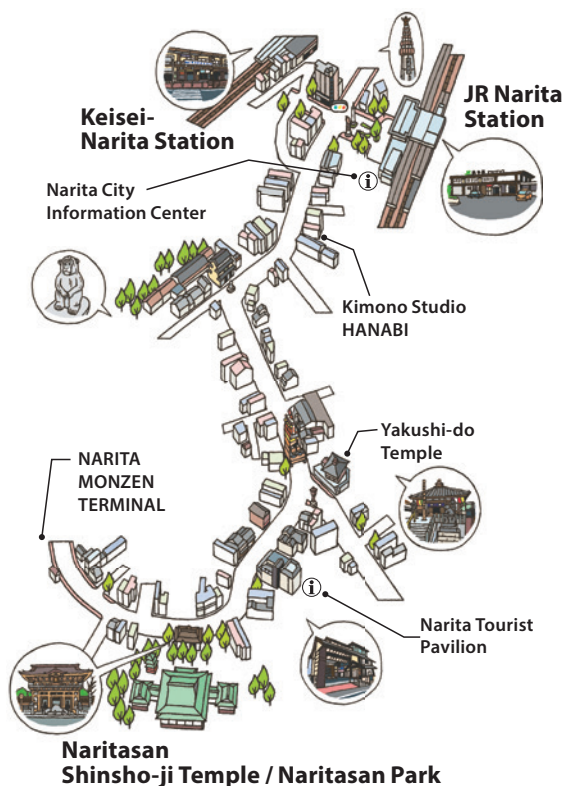 Keisei-
Narita Station
JR Narita
Station
Narita City
Information Center
i
Kimono Studio
HANABI
Yakushi-do
Temple
NARITA
MONZEN
TERMINAL
i
Narita Tourist
Pavilion
Naritasan
Shinsho-ji Temple / Naritasan Park